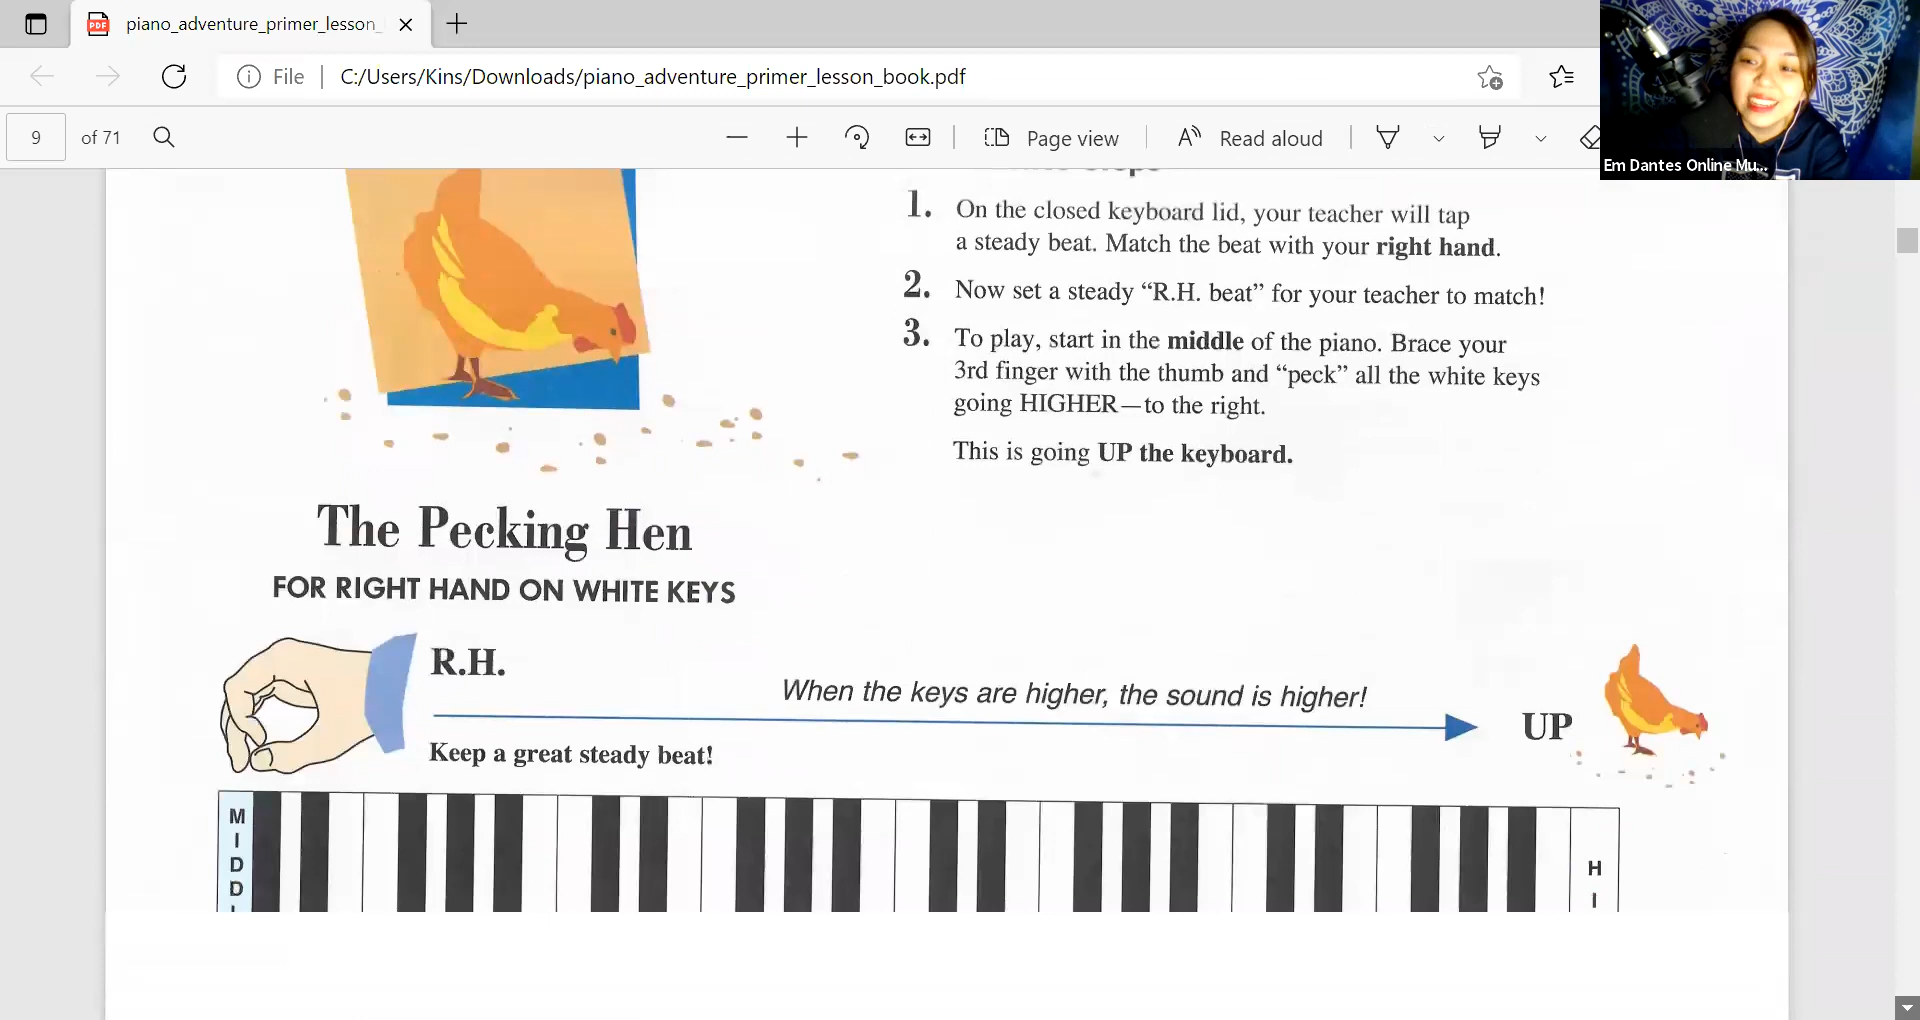 piano_adventure_primer_lesson_
File
C:/Users/Kins/Downloads/piano_adventure_primer_lesson_book.pdf
9 of 71
Page view
Read aloud
Em Dantes Online Mu...
1. On the closed keyboard lid, your teacher will tap
a steady beat. Match the beat with your right hand.
2. Now set a steady “R.H. beat” for your teacher to match!
3. To play, start in the middle of the piano. Brace your
3rd finger with the thumb and “peck” all the white keys
going HIGHER—to the right.
This is going UP the keyboard.
The Pecking Hen
FOR RIGHT HAND ON WHITE KEYS
R.H.
When the keys are higher, the sound is higher!
UP
Keep a great steady beat!
M
I
D
D
H
I